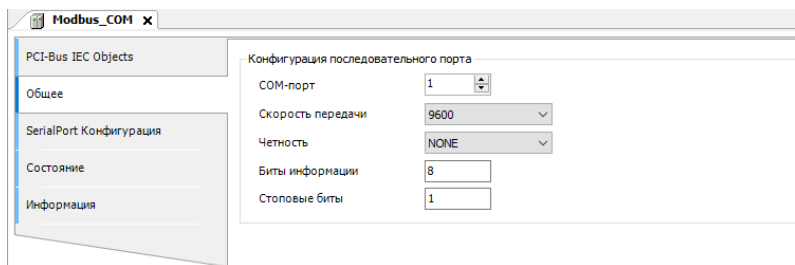 Modbus_COM x
PCI-Bus IEC Objects
Общее
SerialPort Конфигурация
Состояние
Информация
Конфигурация последовательного порта
COM-порт 1
Скорость передачи 9600
Четность NONE
Биты информации 8
Стоповые биты 1